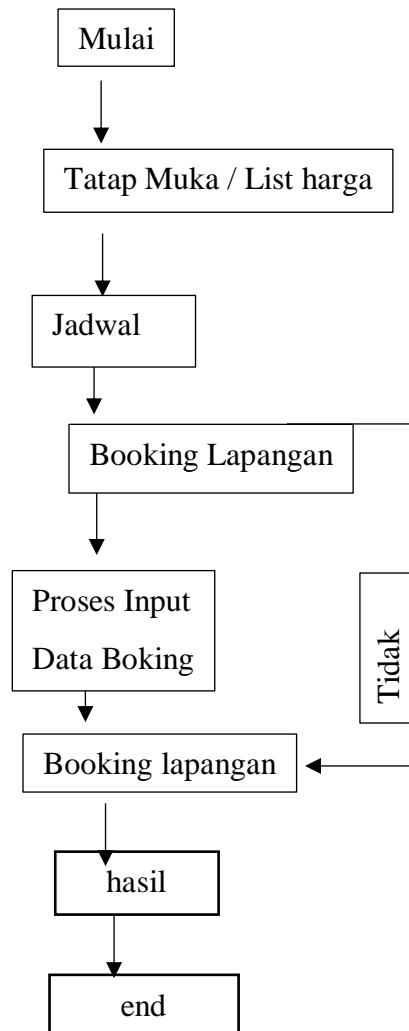 Mulai
Tatap Muka / List harga
Jadwal
Booking Lapangan
Proses Input
Data Boking
Tidak
Booking lapangan
hasil
end